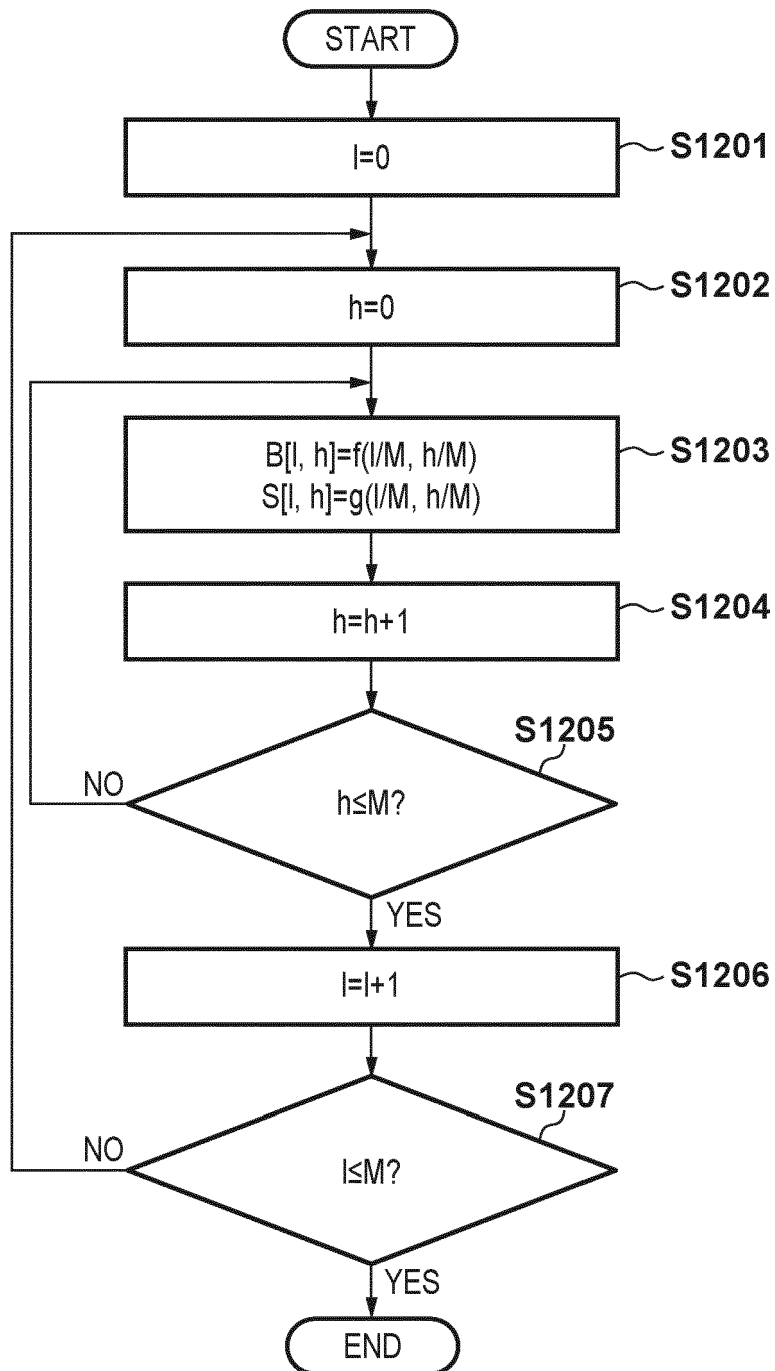 START
l=0
S1201
h=0
S1202
B[l, h]=f(l/M, h/M)
S[l, h]=g(l/M, h/M)
S1203
h=h+1
S1204
S1205
h≤M?
NO
YES
l=l+1
S1206
S1207
l≤M?
NO
YES
END